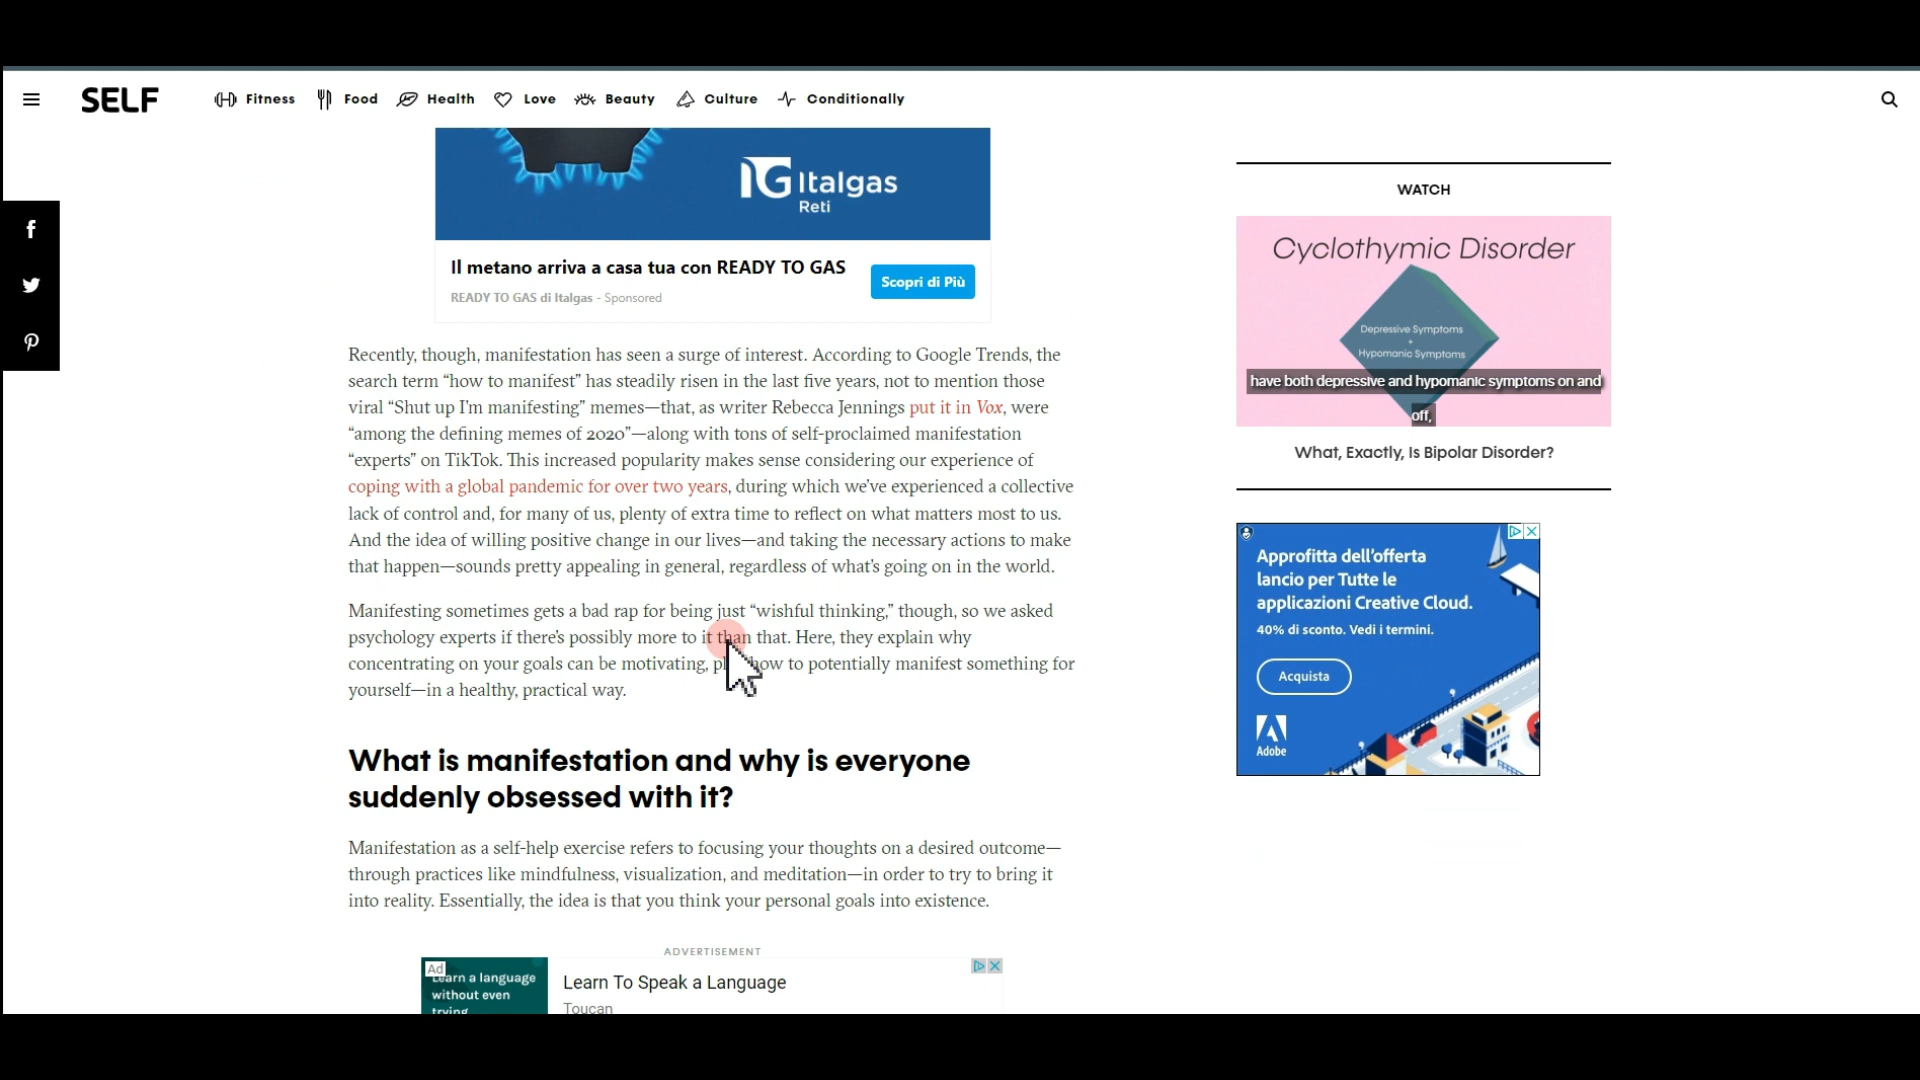 SELF
Fitness
Food
Health
Love
Beauty
Culture
Conditionally
IG Italgas
Reti
Il metano arriva a casa tua con READY TO GAS
READY TO GAS di Italgas - Sponsored
Scopri di Più
Recently, though, manifestation has seen a surge of interest. According to Google Trends, the
search term “how to manifest” has steadily risen in the last five years, not to mention those
viral “Shut up I’m manifesting” memes—that, as writer Rebecca Jennings put it in Vox, were
“among the defining memes of 2020”—along with tons of self-proclaimed manifestation
“experts” on TikTok. This increased popularity makes sense considering our experience of
coping with a global pandemic for over two years, during which we’ve experienced a collective
lack of control and, for many of us, plenty of extra time to reflect on what matters most to us.
And the idea of willing positive change in our lives—and taking the necessary actions to make
that happen—sounds pretty appealing in general, regardless of what’s going on in the world.
Manifesting sometimes gets a bad rap for being just “wishful thinking,” though, so we asked
psychology experts if there’s possibly more to it than that. Here, they explain why
concentrating on your goals can be motivating, how to potentially manifest something for
yourself—in a healthy, practical way.
What is manifestation and why is everyone
suddenly obsessed with it?
Manifestation as a self-help exercise refers to focusing your thoughts on a desired outcome—
through practices like mindfulness, visualization, and meditation—in order to try to bring it
into reality. Essentially, the idea is that you think your personal goals into existence.
ADVERTISEMENT
Ad
Learn a language
without even
trying
Learn To Speak a Language
Toucan
WATCH
Cyclothymic Disorder
Depressive Symptoms
+
Hypomanic Symptoms
have both depressive and hypomanic symptoms on and
off,
What, Exactly, Is Bipolar Disorder?
Approfitta dell’offerta
lancio per Tutte le
applicazioni Creative Cloud.
40% di sconto. Vedi i termini.
Acquista
Adobe